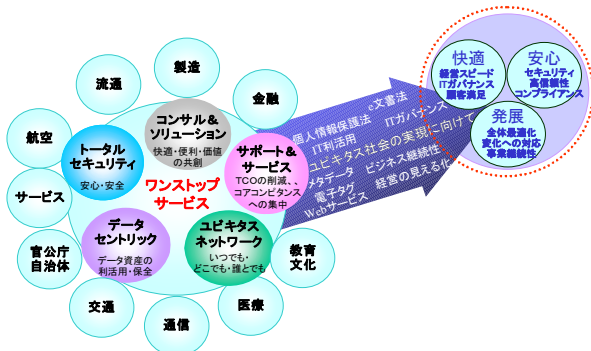 製造
流通
金融
航空
サービス
官公庁
自治体
交通
通信
医療
教育
文化
コンサル＆
ソリューション
快適・便利・価値
の共創
トータル
セキュリティ
安心・安全
サポート＆
サービス
TCOの削減、、
コアコンピタンス
への集中
ワンストップ
サービス
データ
セントリック
データ資産の
利活用・保全
ユビキタス
ネットワーク
いつでも・
どこでも・誰とでも
e文書法
個人情報保護法 ITガバナンス
IT利活用
ユビキタス社会の実現に向けて
メタデータ ビジネス継続性
電子タグ 経営の見える化
Webサービス
快適
経営スピード
ITガバナンス
顧客満足
安心
セキュリティ
高信頼性
コンプライアンス
発展
全体最適化
変化への対応
事業継続性